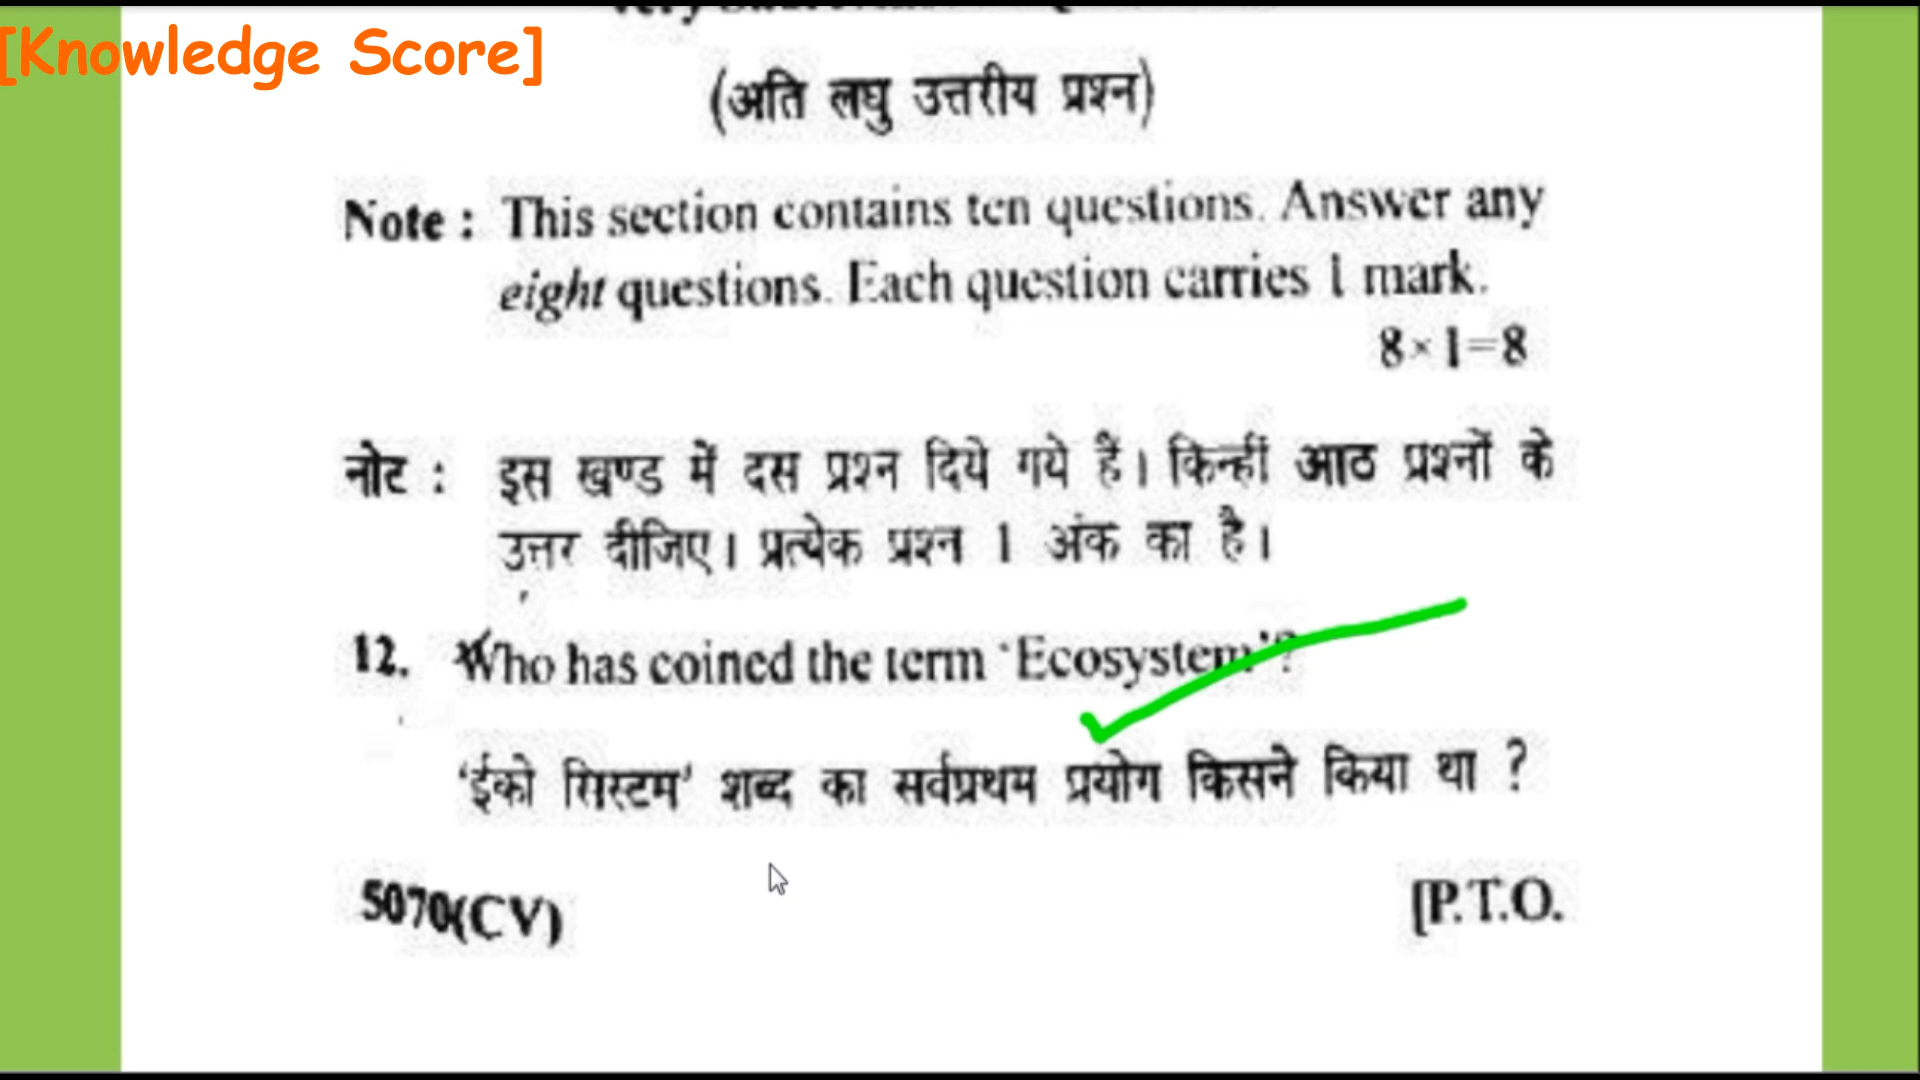 [Knowledge Score]
(अति लघु उत्तरीय प्रश्न)
Note : This section contains ten questions. Answer any
eight questions. Each question carries 1 mark.
8×1=8
नोट : इस खण्ड में दस प्रश्न दिये गये हैं। किन्हीं आठ प्रश्नों के
उत्तर दीजिए। प्रत्येक प्रश्न 1 अंक का है।
12. Who has coined the term ‘Ecosystem’?
‘ईको सिस्टम’ शब्द का सर्वप्रथम प्रयोग किसने किया था ?
5070(CV) [P.T.O.